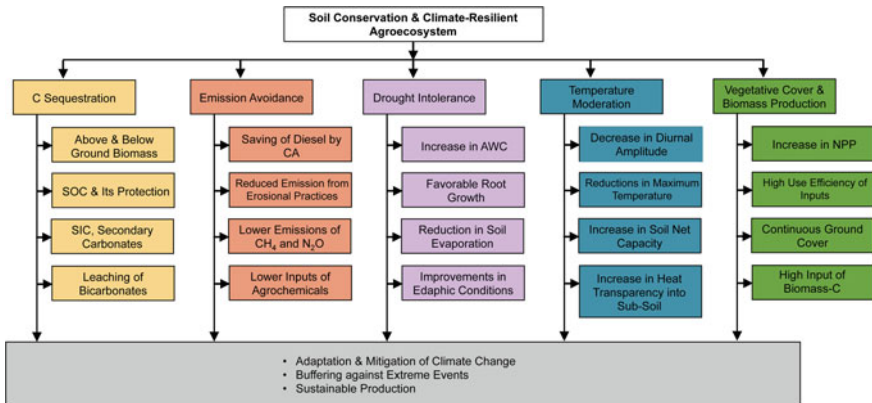 Soil Conservation & Climate-Resilient
Agroecosystem
C Sequestration
Emission Avoidance
Drought Intolerance
Temperature
Moderation
Vegetative Cover &
Biomass Production
Above & Below
Ground Biomass
SOC & Its Protection
SIC, Secondary
Carbonates
Leaching of
Bicarbonates
Saving of Diesel by
CA
Reduced Emission from
Erosional Practices
Lower Emissions of
CH₄ and N₂O
Lower Inputs of
Agrochemicals
Increase in AWC
Favorable Root
Growth
Reduction in Soil
Evaporation
Improvements in
Edaphic Conditions
Decrease in Diurnal
Amplitude
Reductions in Maximum
Temperature
Increase in Soil Net
Capacity
Increase in Heat
Transparency into
Sub-Soil
Increase in NPP
High Use Efficiency of
Inputs
Continuous Ground
Cover
High Input of
Biomass-C
• Adaptation & Mitigation of Climate Change
• Buffering against Extreme Events
• Sustainable Production